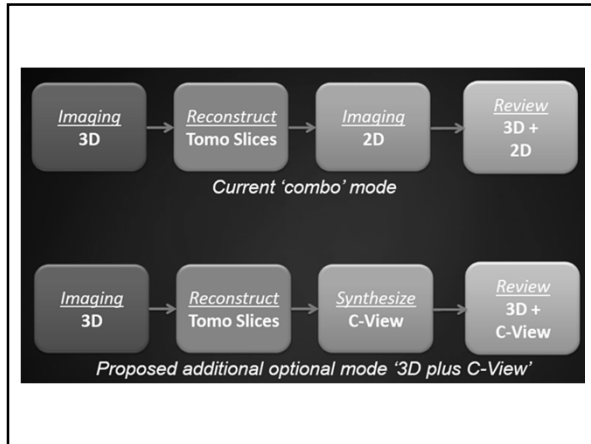 Imaging
3D
Reconstruct
Tomo Slices
Imaging
2D
Review
3D +
2D
Current ‘combo’ mode
Imaging
3D
Reconstruct
Tomo Slices
Synthesize
C-View
Review
3D +
C-View
Proposed additional optional mode ‘3D plus C-View’